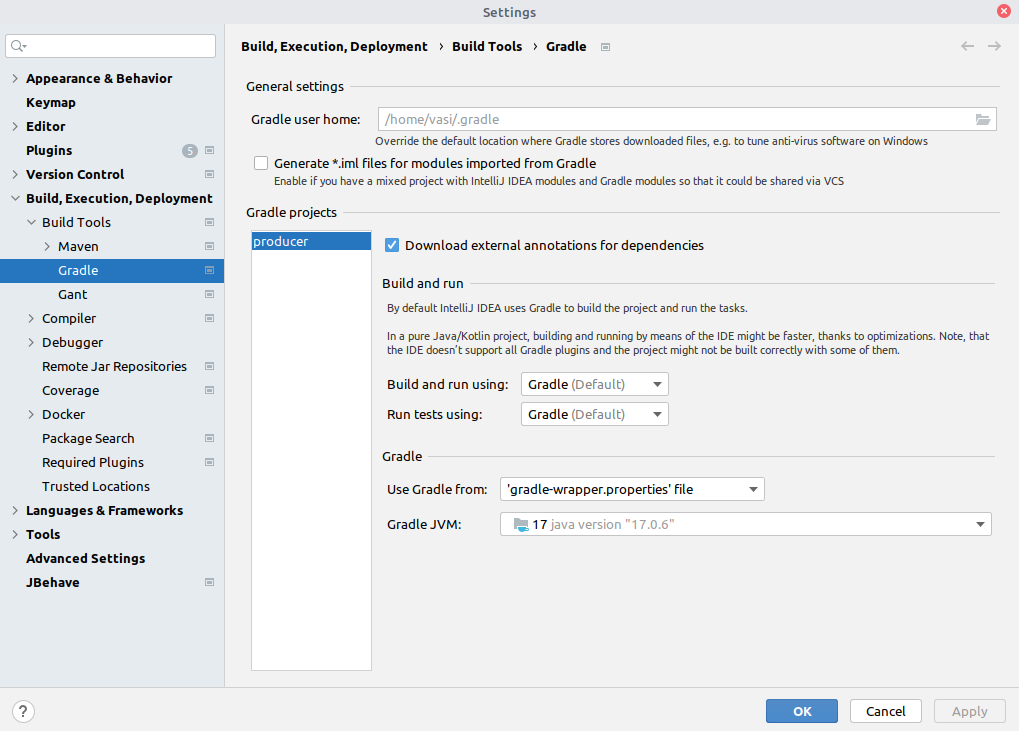 Settings
Build, Execution, Deployment › Build Tools › Gradle
Appearance & Behavior
Keymap
Editor
Plugins 5
Version Control
Build, Execution, Deployment
Build Tools
Maven
Gradle
Gant
Compiler
Debugger
Remote Jar Repositories
Coverage
Docker
Package Search
Required Plugins
Trusted Locations
Languages & Frameworks
Tools
Advanced Settings
JBehave
General settings
Gradle user home: /home/vasi/.gradle
Override the default location where Gradle stores downloaded files, e.g. to tune anti-virus software on Windows
Generate *.iml files for modules imported from Gradle
Enable if you have a mixed project with IntelliJ IDEA modules and Gradle modules so that it could be shared via VCS
Gradle projects
producer
Download external annotations for dependencies
Build and run
By default IntelliJ IDEA uses Gradle to build the project and run the tasks.
In a pure Java/Kotlin project, building and running by means of the IDE might be faster, thanks to optimizations. Note, that
the IDE doesn't support all Gradle plugins and the project might not be built correctly with some of them.
Build and run using: Gradle (Default)
Run tests using: Gradle (Default)
Gradle
Use Gradle from: 'gradle-wrapper.properties' file
Gradle JVM: 17 java version "17.0.6"
?
OK
Cancel
Apply